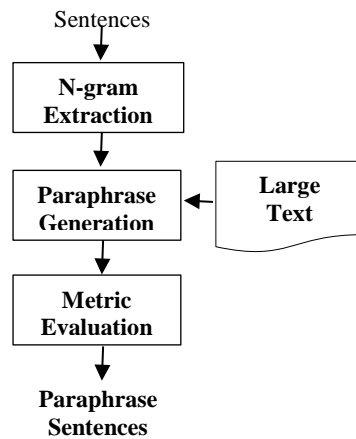 Sentences
N-gram
Extraction
Paraphrase
Generation
Large
Text
Metric
Evaluation
Paraphrase
Sentences